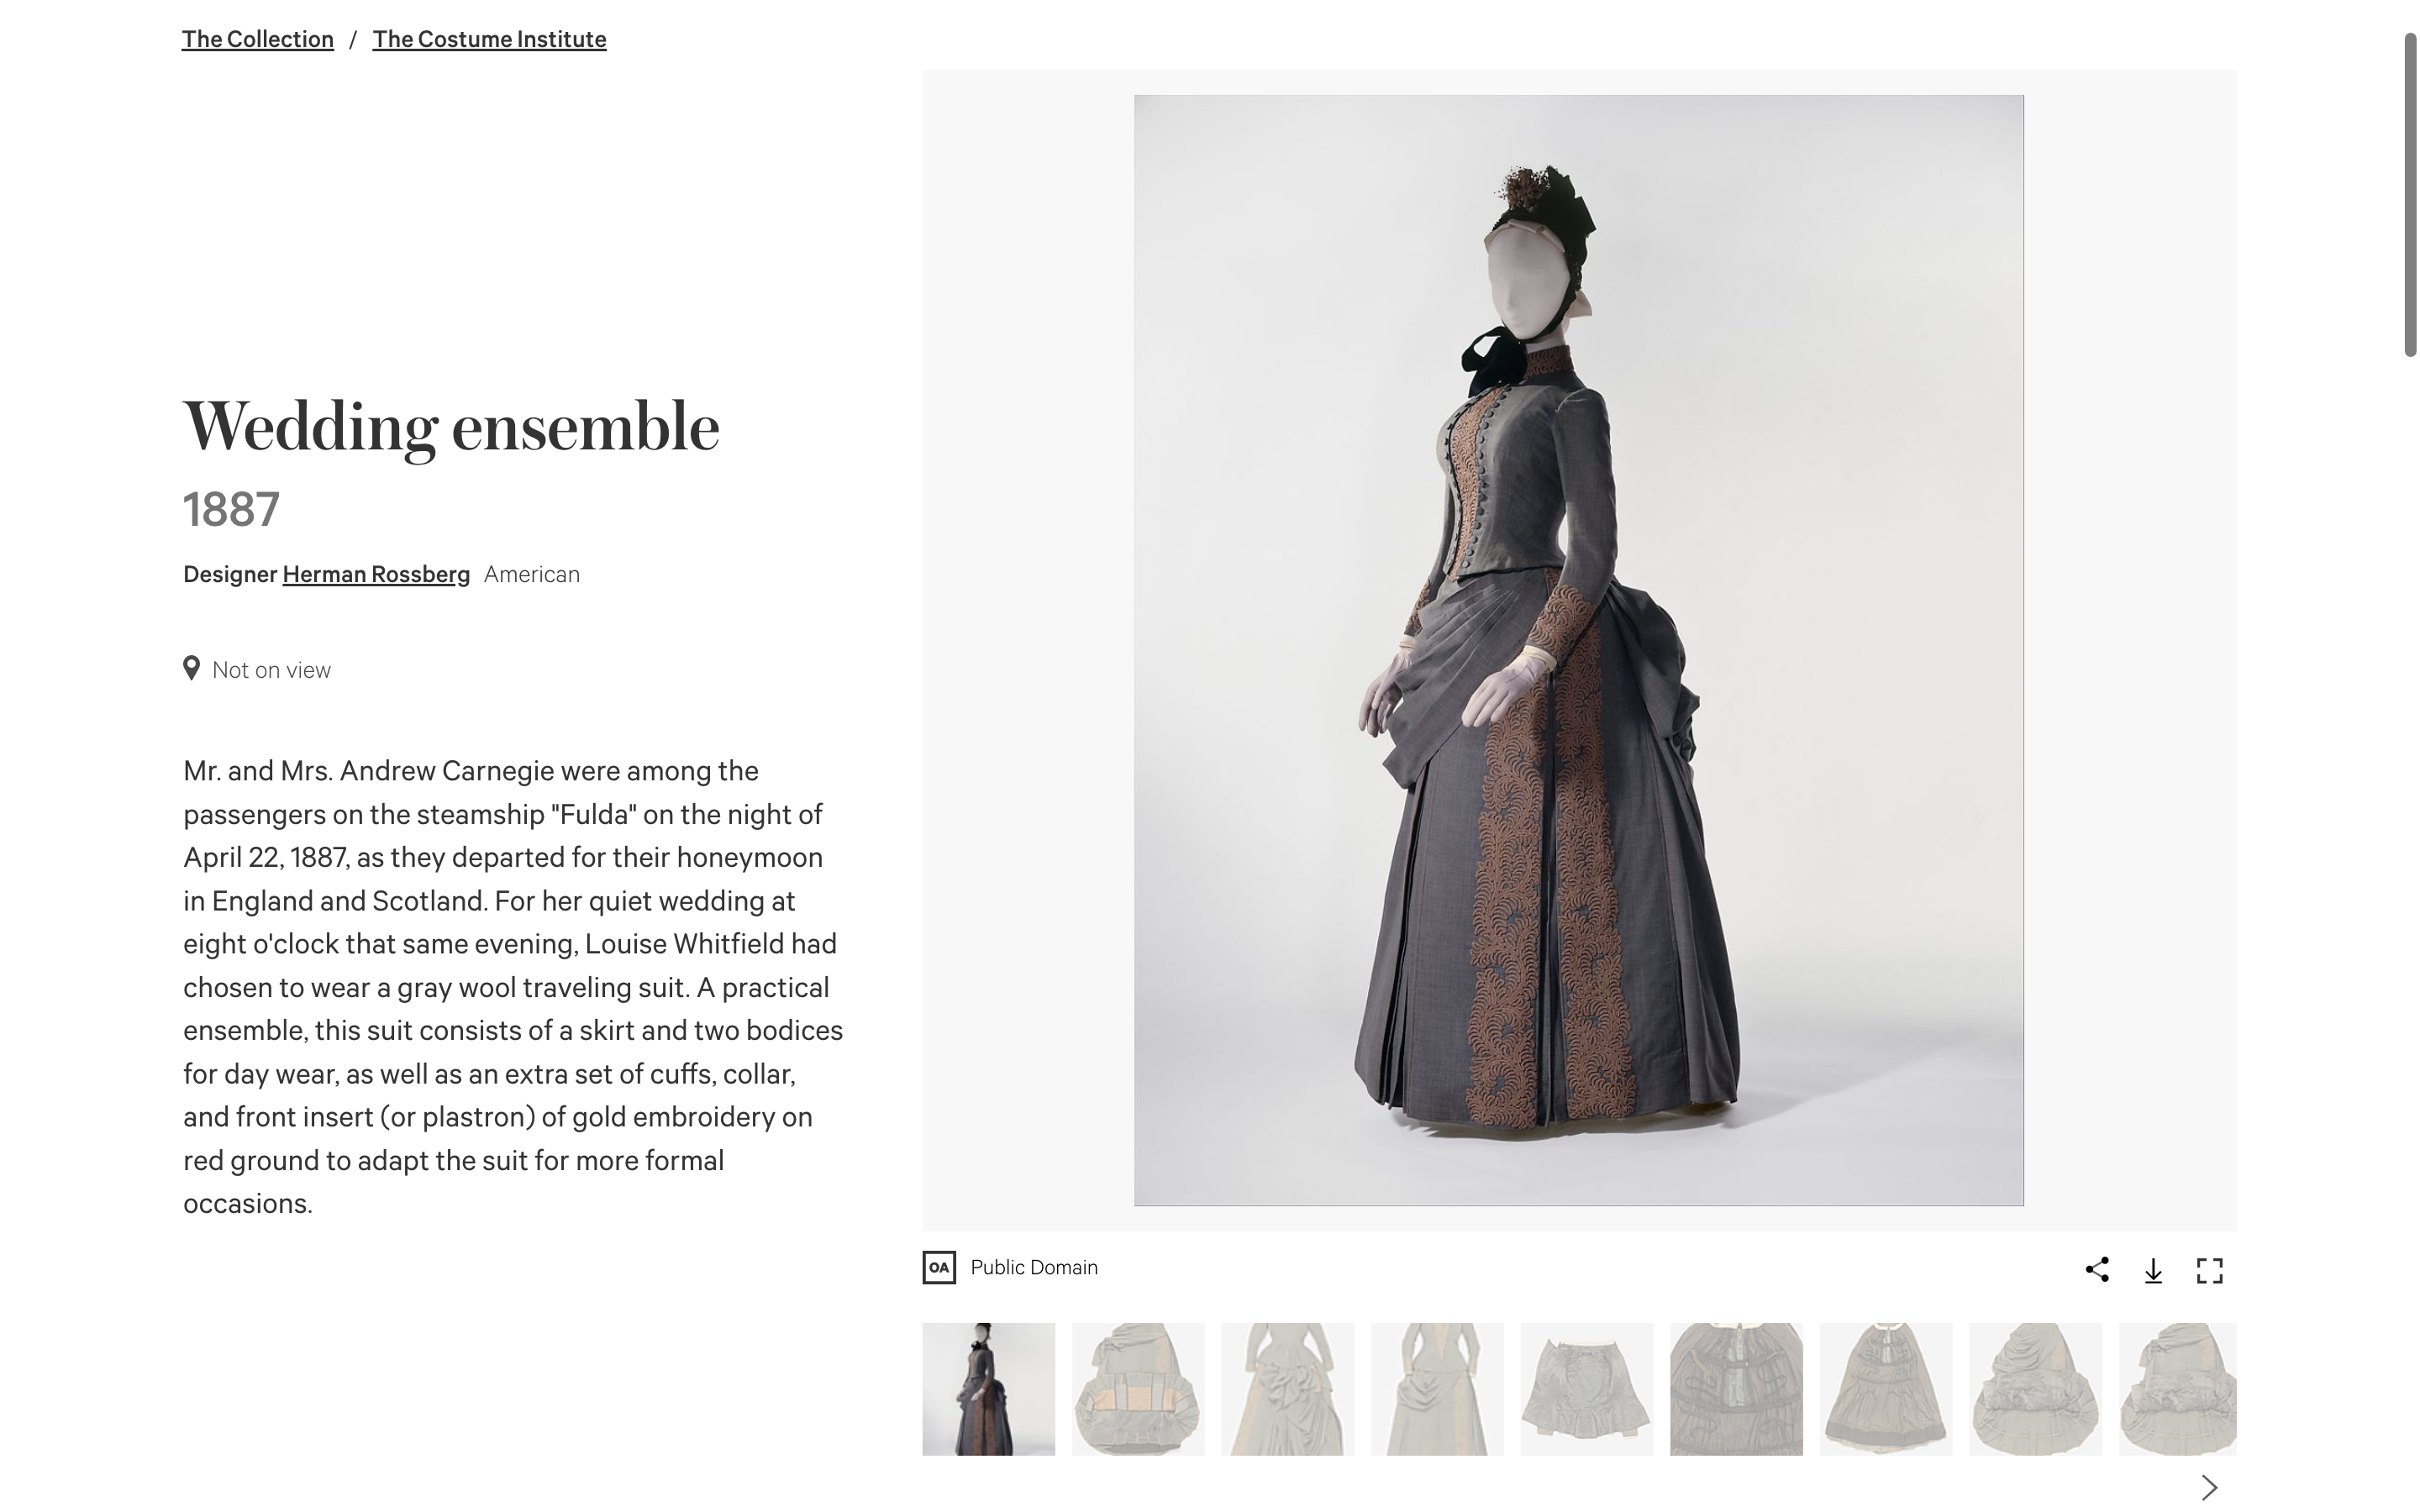 The Collection / The Costume Institute
Wedding ensemble
1887
Designer Herman Rossberg American
Not on view
Mr. and Mrs. Andrew Carnegie were among the
passengers on the steamship "Fulda" on the night of
April 22, 1887, as they departed for their honeymoon
in England and Scotland. For her quiet wedding at
eight o'clock that same evening, Louise Whitfield had
chosen to wear a gray wool traveling suit. A practical
ensemble, this suit consists of a skirt and two bodices
for day wear, as well as an extra set of cuffs, collar,
and front insert (or plastron) of gold embroidery on
red ground to adapt the suit for more formal
occasions.
OA Public Domain